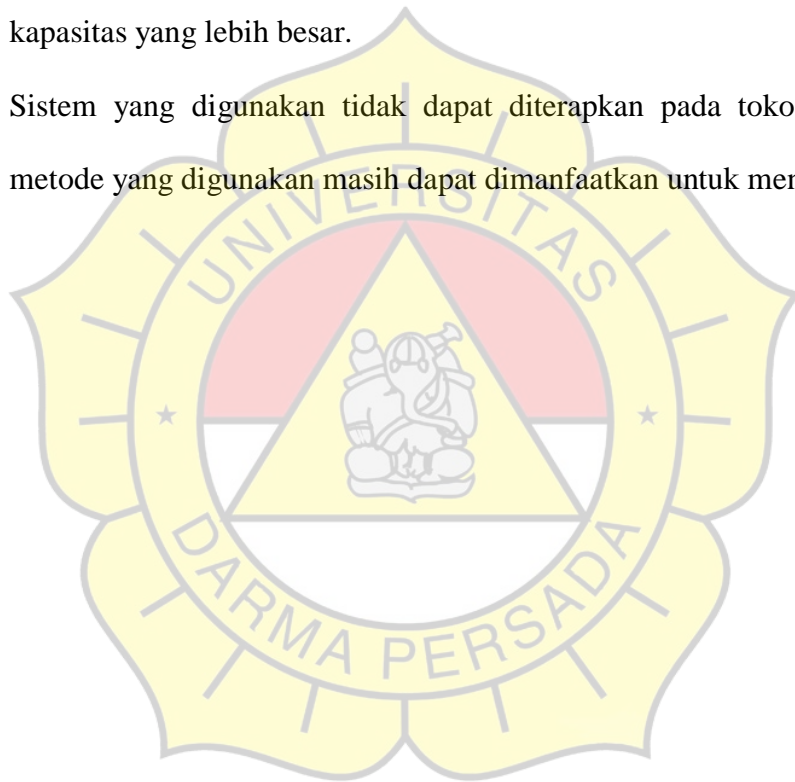 kapasitas yang lebih besar.
Sistem yang digunakan tidak dapat diterapkan pada toko
metode yang digunakan masih dapat dimanfaatkan untuk
UNIVERSITAS
DARMA PERSADA